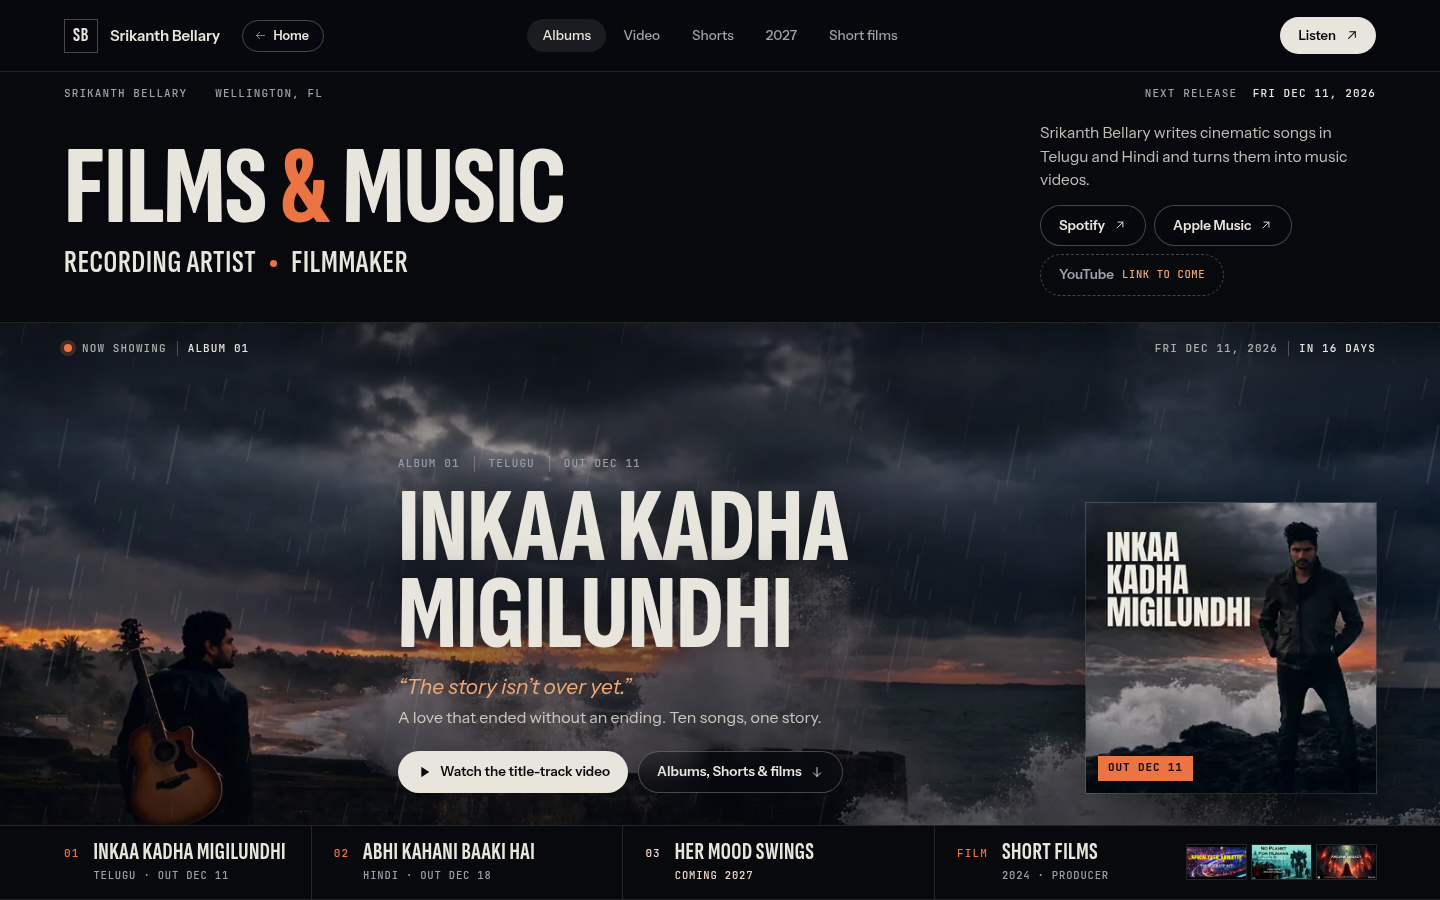 SB Srikanth Bellary ← Home Albums Video Shorts 2027 Short films Listen ↗
SRIKANTH BELLARY WELLINGTON, FL NEXT RELEASE FRI DEC 11, 2026
FILMS & MUSIC
RECORDING ARTIST • FILMMAKER
Srikanth Bellary writes cinematic songs in
Telugu and Hindi and turns them into music
videos.
Spotify ↗ Apple Music ↗
YouTube LINK TO COME
NOW SHOWING ALBUM 01 FRI DEC 11, 2026 IN 16 DAYS
ALBUM 01 TELUGU OUT DEC 11
INKAA KADHA
MIGILUNDHI
“The story isn’t over yet.”
A love that ended without an ending. Ten songs, one story.
Watch the title-track video Albums, Shorts & films ↓
INKAA
KADHA
MIGILUNDHI
OUT DEC 11
01 INKAA KADHA MIGILUNDHI
TELUGU · OUT DEC 11
02 ABHI KAHANI BAAKI HAI
HINDI · OUT DEC 18
03 HER MOOD SWINGS
COMING 2027
FILM SHORT FILMS
2024 · PRODUCER